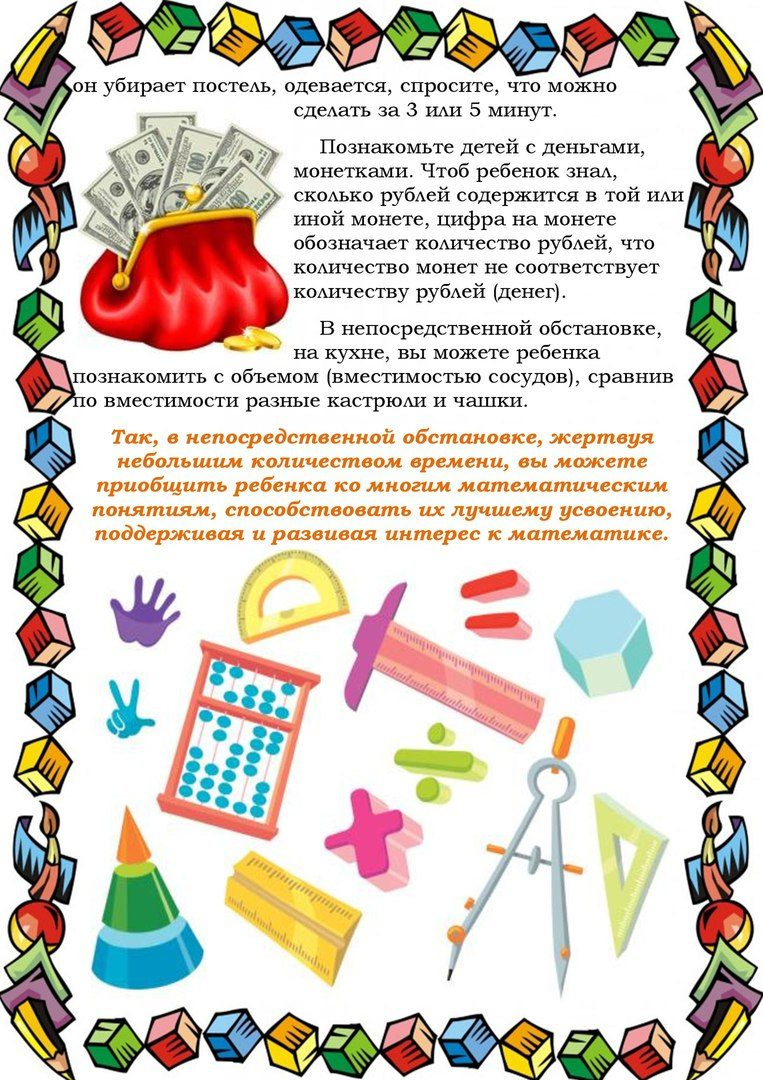 он убирает постель, одевается, спросите, что можно
сделать за 3 или 5 минут.
Познакомьте детей с деньгами,
монетками. Чтоб ребенок знал,
сколько рублей содержится в той или
иной монете, цифра на монете
обозначает количество рублей, что
количество монет не соответствует
количеству рублей (денег).
В непосредственной обстановке,
на кухне, вы можете ребенка
познакомить с объемом (вместимостью сосудов), сравнив
по вместимости разные кастрюли и чашки.
Так, в непосредственной обстановке, жертвуя
небольшим количеством времени, вы можете
приобщить ребенка ко многим математическим
понятиям, способствовать их лучшему усвоению,
поддерживая и развивая интерес к математике.